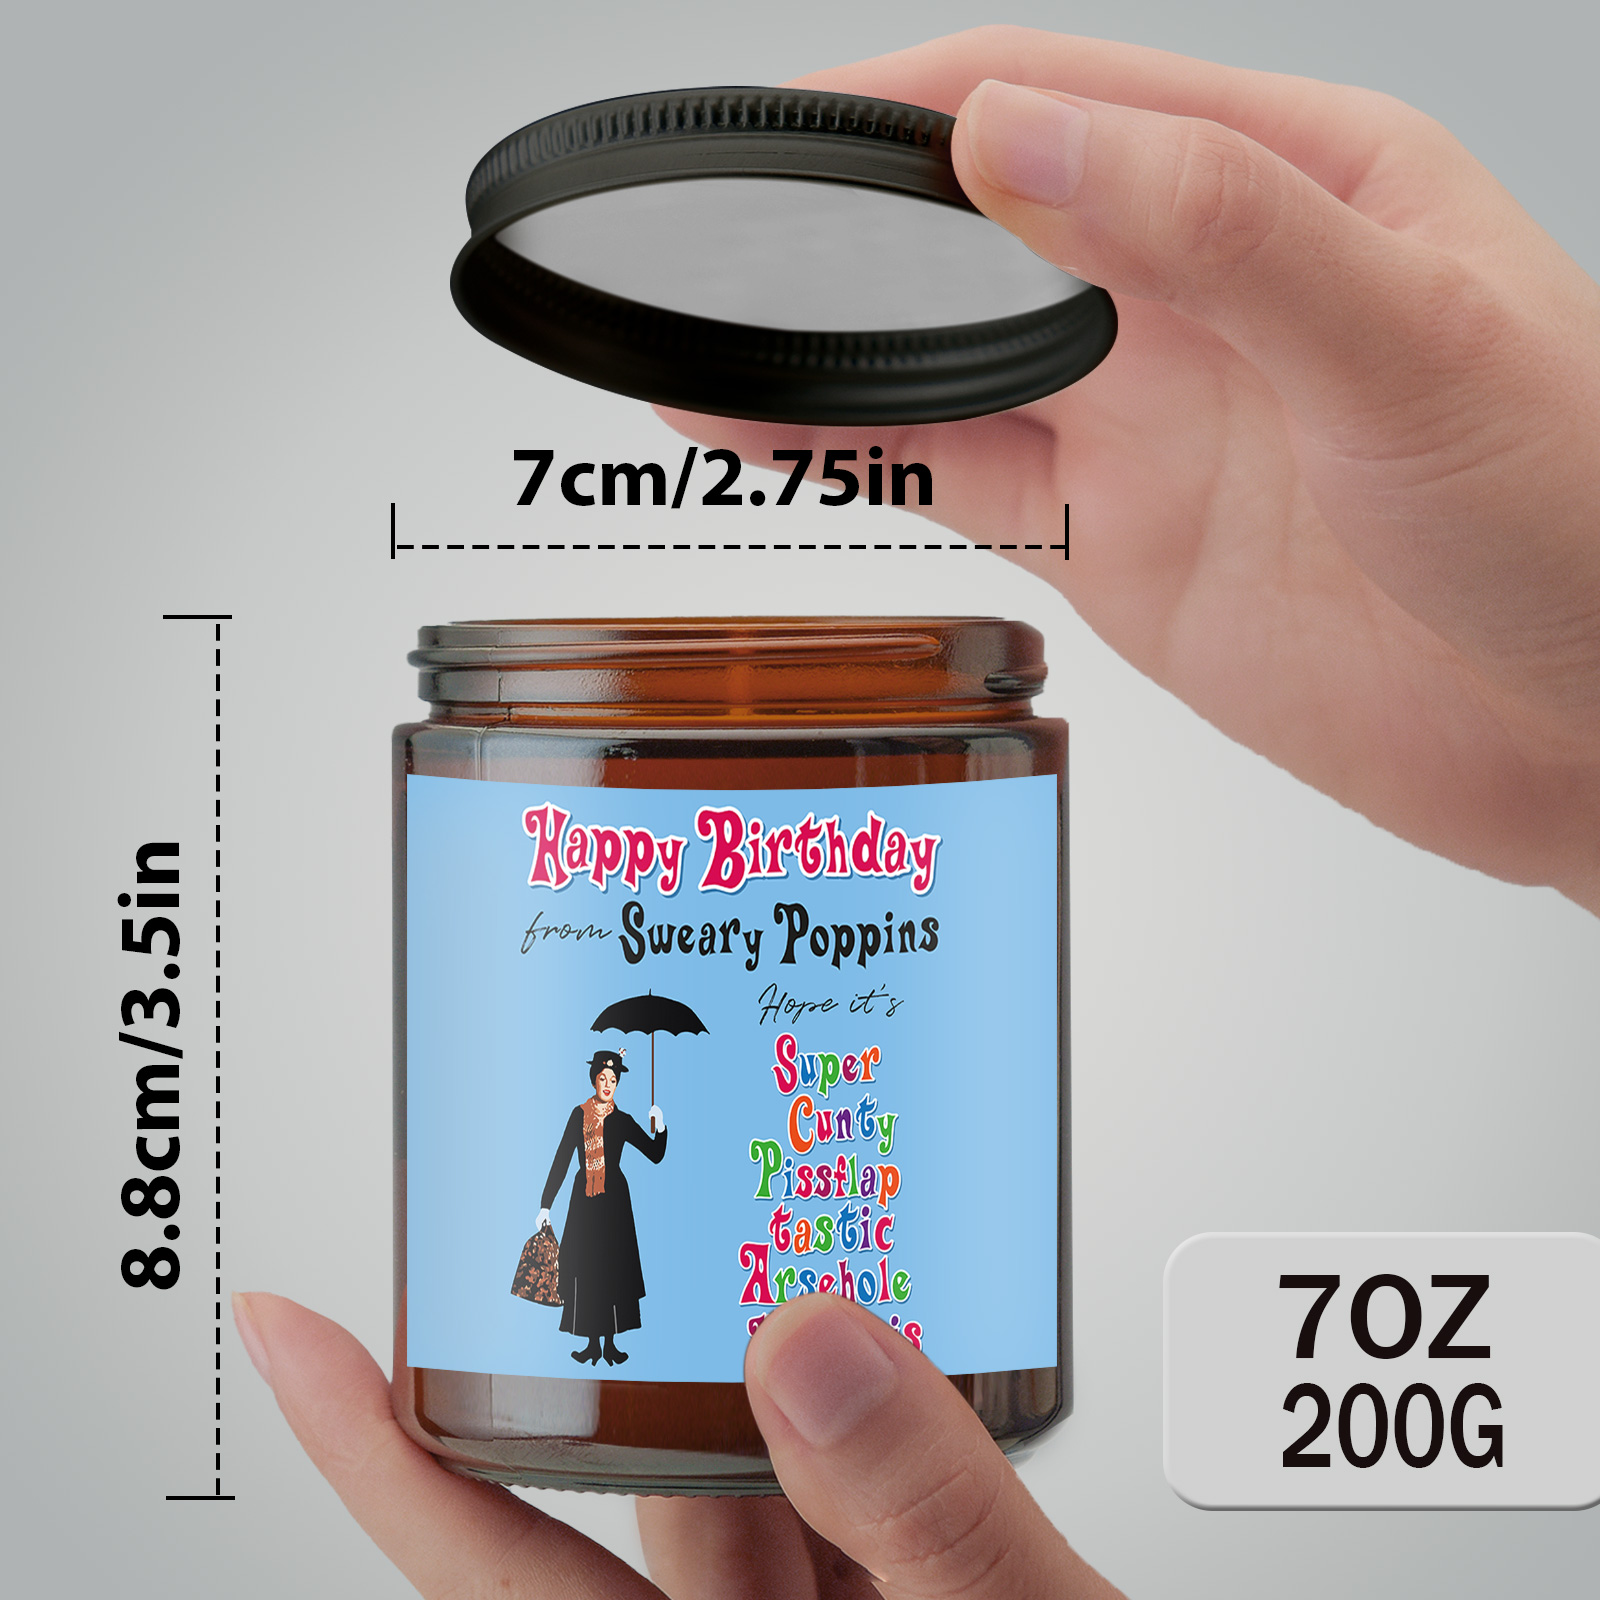 7cm/2.75in
8.8cm/3.5in
Happy Birthday
from Sweary Poppins
Hope it's
Super
Cunty
Pissflap
tastic
Arsehole
7OZ
200G